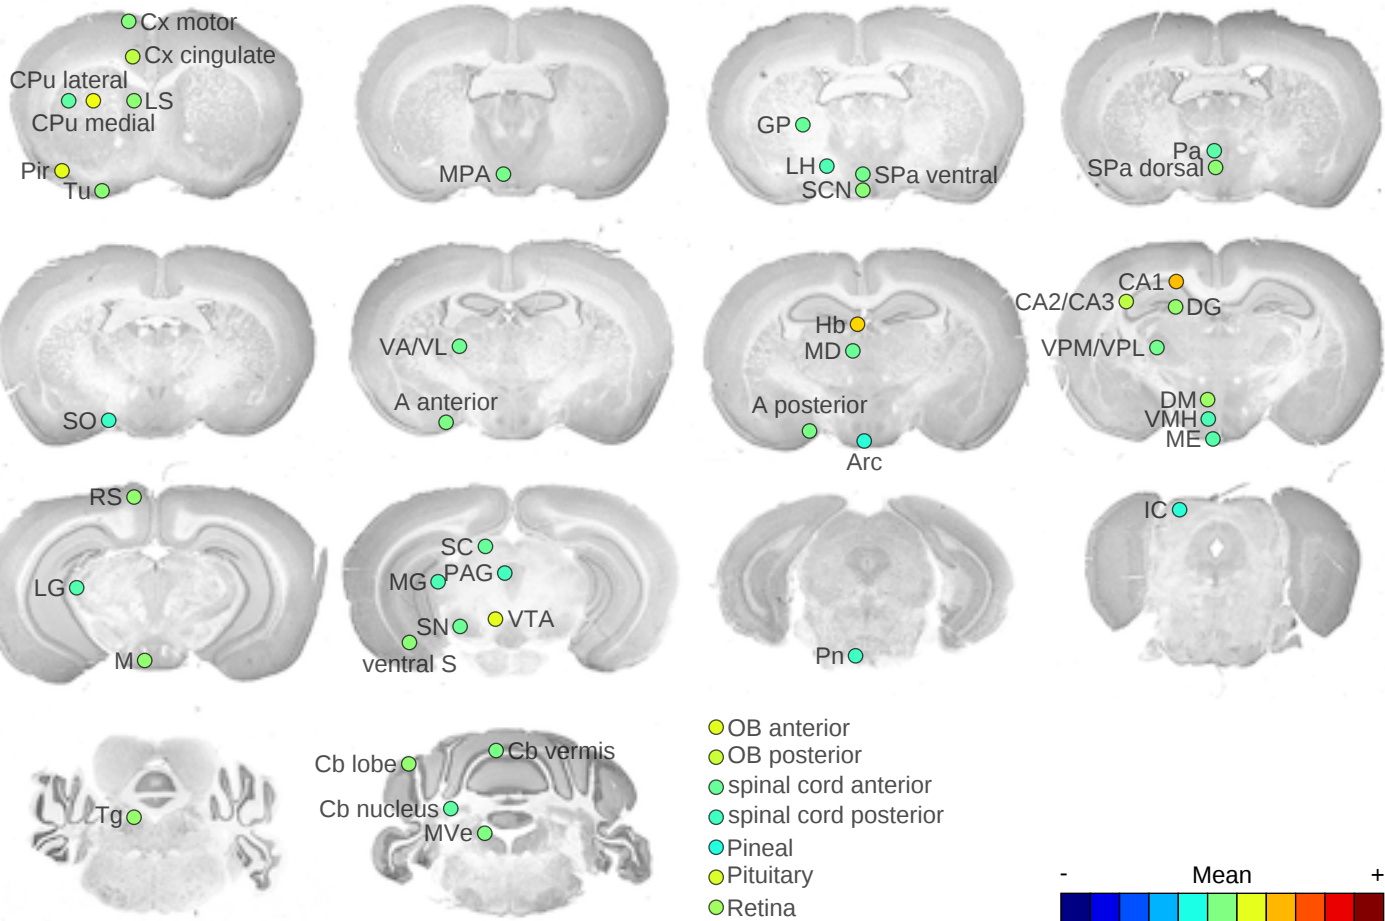 Cx motor
Cx cingulate
CPu lateral
LS
CPu medial
Pir
Tu
MPA
GP
LH
SPa ventral
SCN
Pa
SPa dorsal
SO
VA/VL
A anterior
Hb
MD
A posterior
Arc
CA1
CA2/CA3
DG
VPM/VPL
DM
VMH
ME
RS
LG
M
SC
MG
PAG
SN
VTA
ventral S
Pn
IC
Tg
Cb lobe
Cb vermis
Cb nucleus
MVe
OB anterior
OB posterior
spinal cord anterior
spinal cord posterior
Pineal
Pituitary
Retina
- Mean +